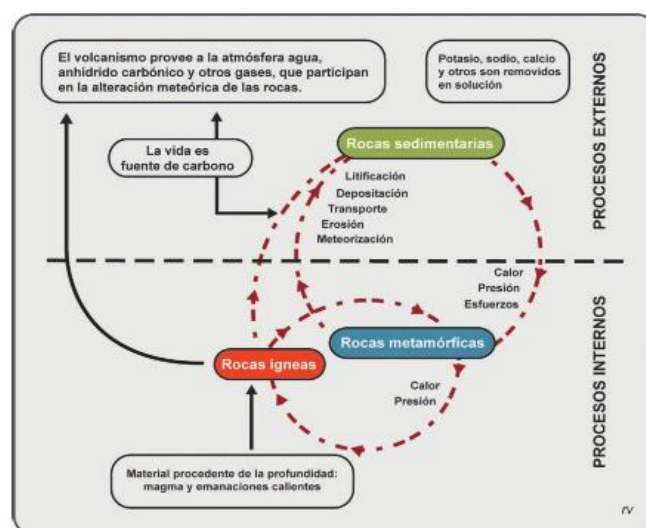 El volcanismo provee a la atmósfera agua,
anhídrido carbónico y otros gases, que participan
en la alteración meteórica de las rocas.
Potasio, sodio, calcio
y otros son removidos
en solución
La vida es
fuente de carbono
Rocas sedimentarias
Litificación
Depositación
Transporte
Erosión
Meteorización
PROCESOS EXTERNOS
Calor
Presión
Esfuerzos
Rocas metamórficas
Rocas ígneas
Calor
Presión
Material procedente de la profundidad:
magma y emanaciones calientes
PROCESOS INTERNOS
rv